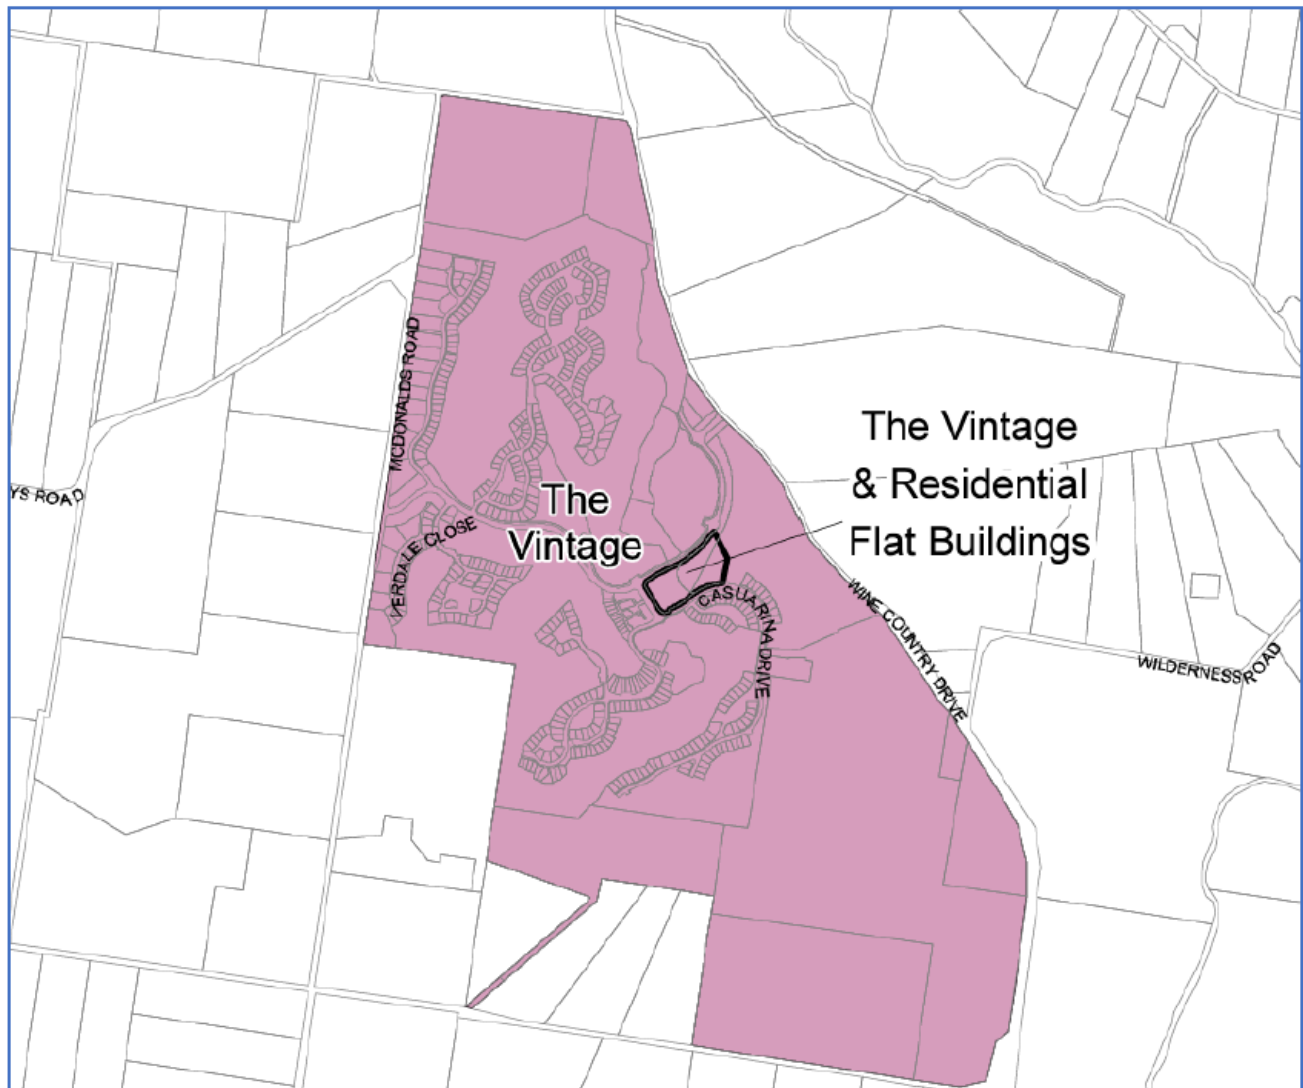 MCDONALDS ROAD
The Vintage
& Residential
Flat Buildings
YS ROAD
The
Vintage
VERDALE CLOSE
CASUARINA DRIVE
WINE COUNTRY DRIVE
WILDERNESS ROAD